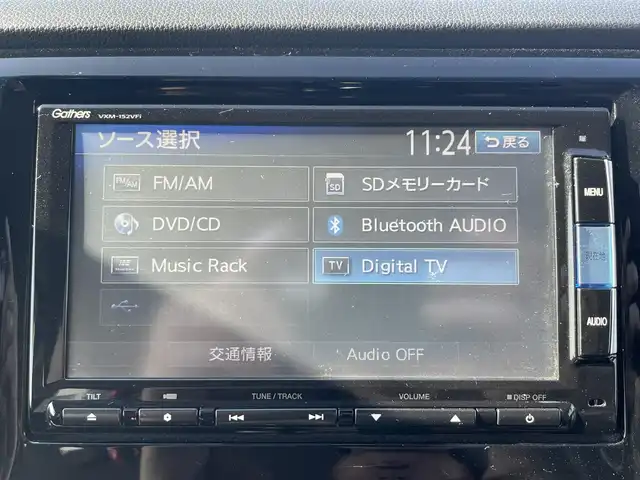 Gathers VXM-152VFi
ソース選択 11:24 戻る
FM/AM SDメモリーカード
DVD/CD Bluetooth AUDIO
Music Rack TV Digital TV
交通情報 Audio OFF
MENU
現在地
AUDIO
TILT TUNE / TRACK VOLUME DISP OFF